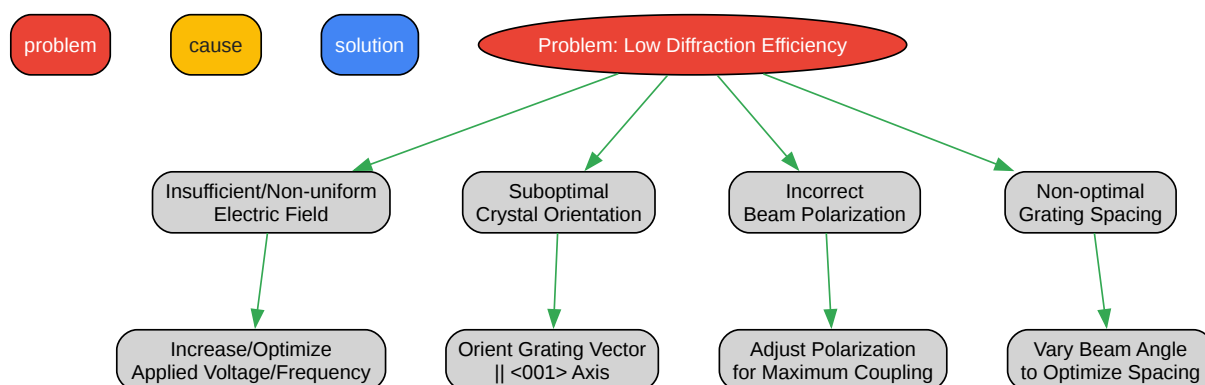 problem
cause
solution
Problem: Low Diffraction Efficiency
Insufficient/Non-uniform
Electric Field
Suboptimal
Crystal Orientation
Incorrect
Beam Polarization
Non-optimal
Grating Spacing
Increase/Optimize
Applied Voltage/Frequency
Orient Grating Vector
|| <001> Axis
Adjust Polarization
for Maximum Coupling
Vary Beam Angle
to Optimize Spacing